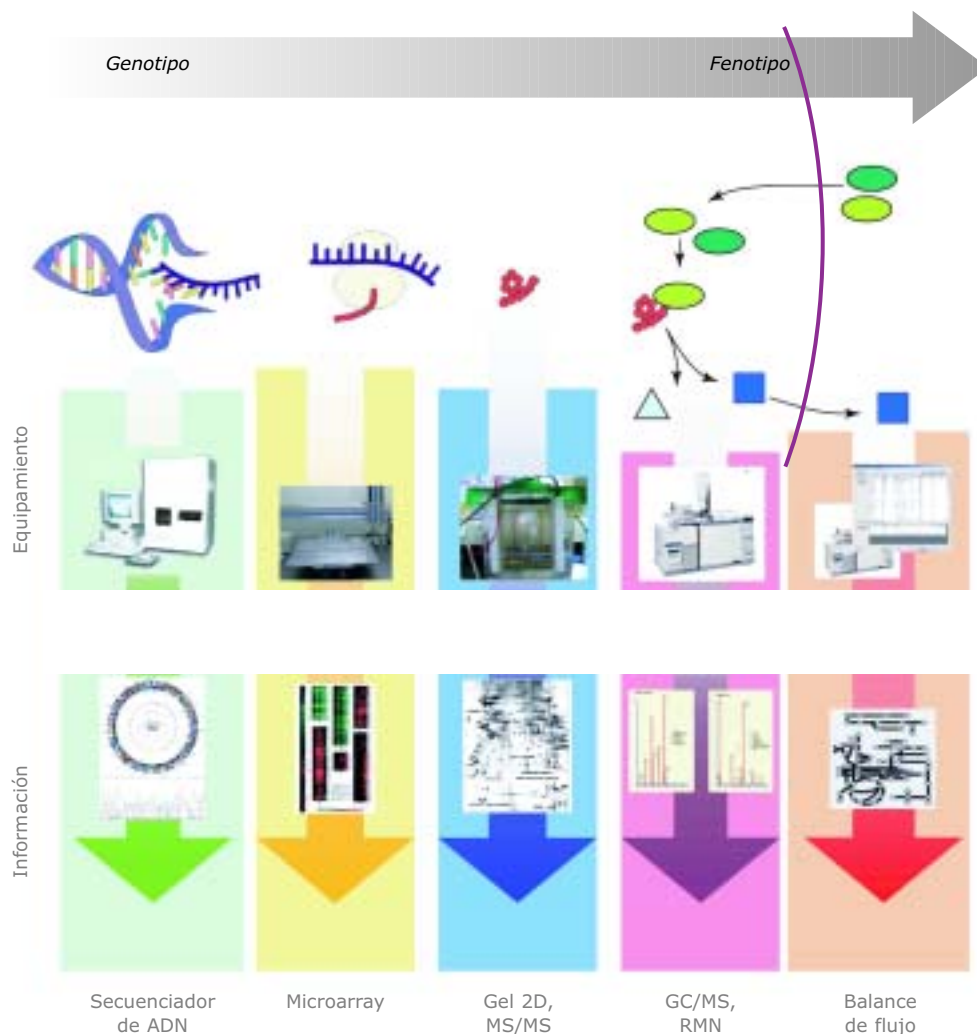 Genotipo
Fenotipo
Equipamiento
Información
Secuenciador
de ADN
Microarray
Gel 2D,
MS/MS
GC/MS,
RMN
Balance
de flujo